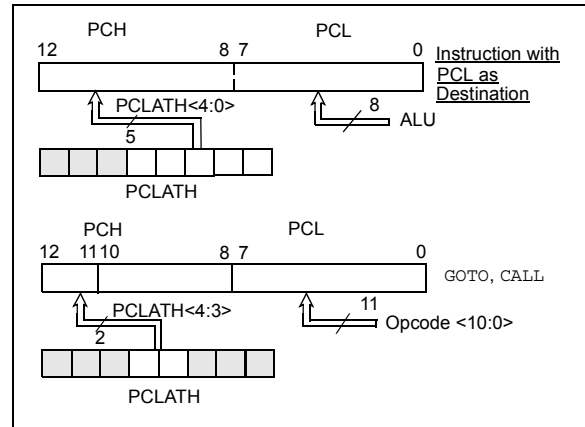 PCH PCL
12 8 7 0
Instruction with
PCL as
Destination
PCLATH<4:0>
8
ALU
5
PCLATH
PCH PCL
12 11 10 8 7 0
GOTO, CALL
PCLATH<4:3>
11
Opcode <10:0>
2
PCLATH